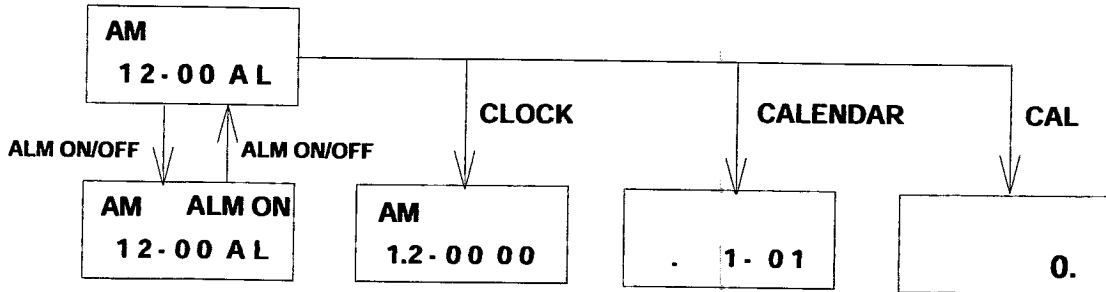 AM
12-00 AL
CLOCK
CALENDAR
CAL
ALM ON/OFF
ALM ON/OFF
AM ALM ON
12-00 AL
AM
1.2-00 00
. 1-01
0.